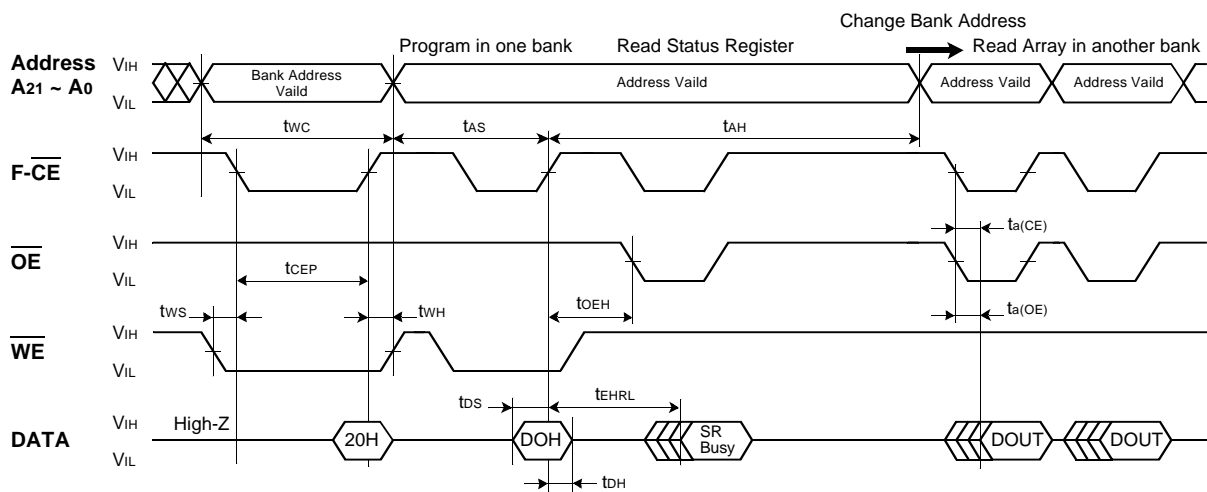 Change Bank Address
Program in one bank Read Status Register Read Array in another bank
Address
A21 ~ A0
VIH
VIL
Bank Address
Vaild
Address Vaild
Address Vaild
Address Vaild
tWC
tAS
tAH
F-CE
VIH
VIL
ta(CE)
OE
VIH
VIL
tCEP
tWS
tWH
tOEH
ta(OE)
WE
VIH
VIL
tDS
tEHRL
DATA
VIH
VIL
High-Z
20H
DOH
SR
Busy
DOUT
DOUT
tDH